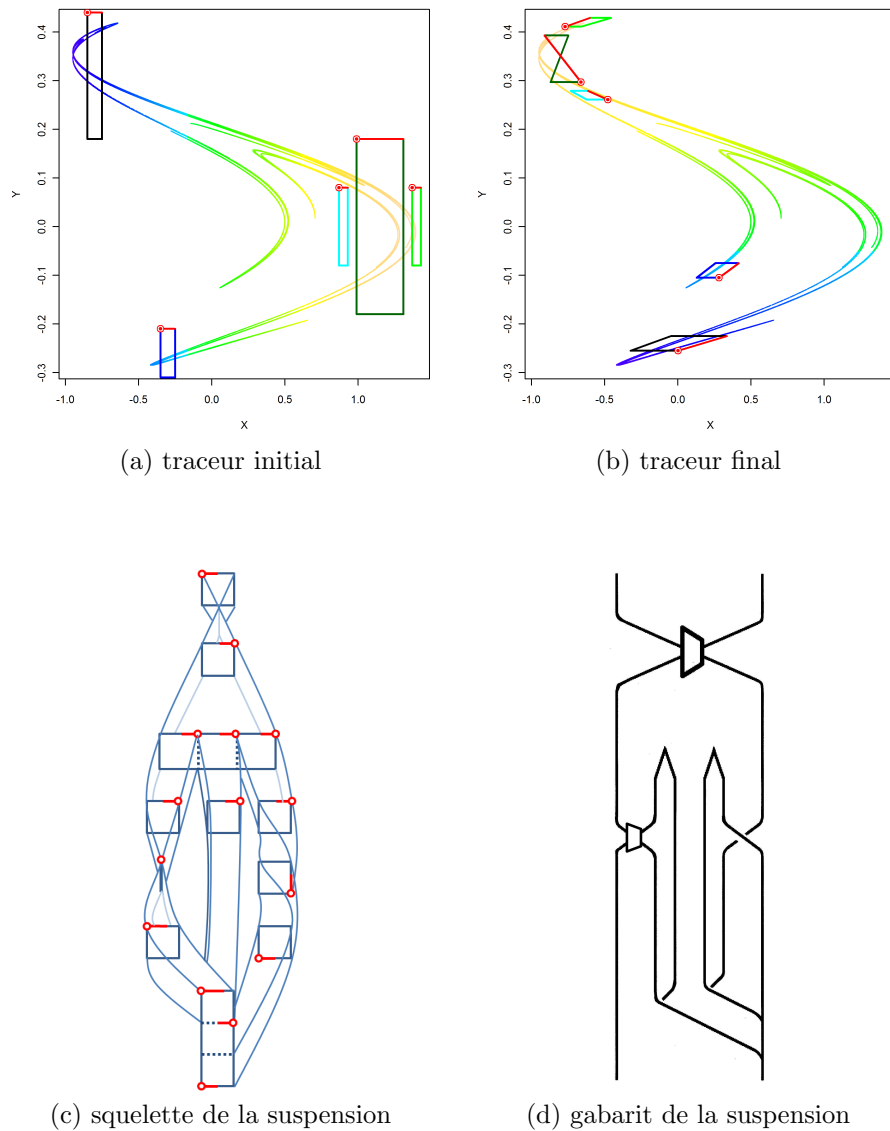 0.4
0.3
0.2
0.1
0.0
-0.1
-0.2
-0.3
Y
-1.0 -0.5 0.0 0.5 1.0
X
(a) traceur initial
0.4
0.3
0.2
0.1
0.0
-0.1
-0.2
-0.3
Y
-1.0 -0.5 0.0 0.5 1.0
X
(b) traceur final
(c) squelette de la suspension
(d) gabarit de la suspension